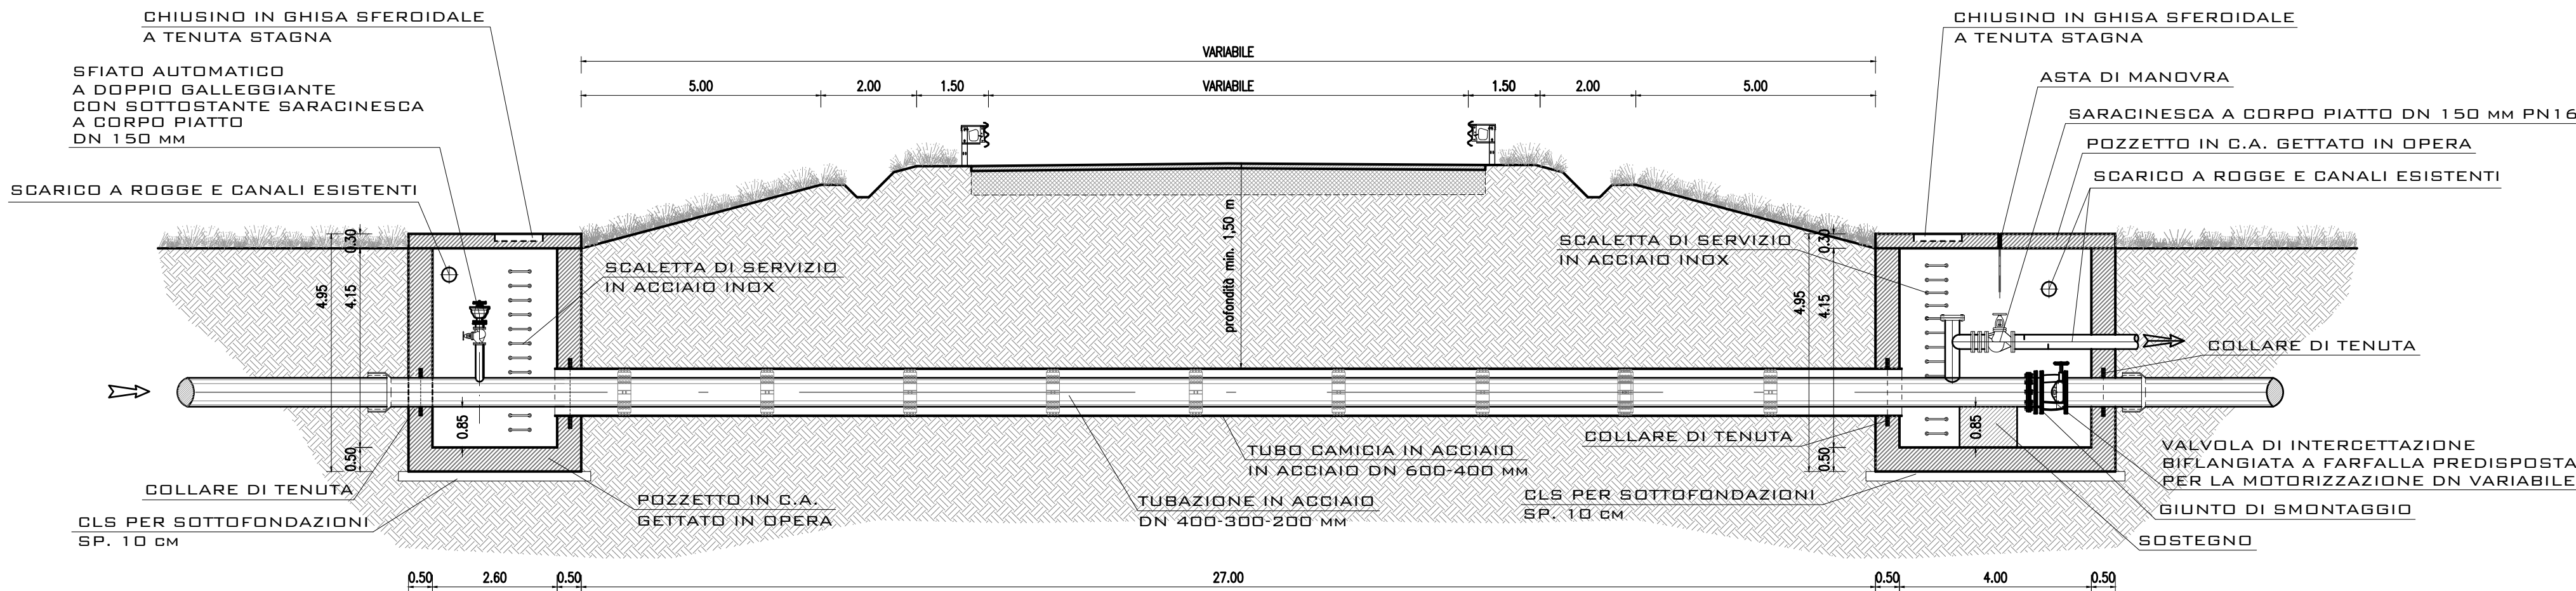 CHIUSINO IN GHISA SFEROIDALE
A TENUTA STAGNA
SFIATO AUTOMATICO
A DOPPIO GALLEGGIANTE
CON SOTTOSTANTE SARACINESCA
A CORPO PIATTO
DN 150 MM
SCARICO A ROGGE E CANALI ESISTENTI
VARIABILE
5.00
2.00
1.50
VARIABILE
1.50
2.00
5.00
CHIUSINO IN GHISA SFEROIDALE
A TENUTA STAGNA
ASTA DI MANOVRA
SARACINESCA A CORPO PIATTO DN 150 MM PN16
POZZETTO IN C.A. GETTATO IN OPERA
SCARICO A ROGGE E CANALI ESISTENTI
0.30
4.95
4.15
0.50
0.85
SCALETTA DI SERVIZIO
IN ACCIAIO INOX
profondità min. 1,50 m
SCALETTA DI SERVIZIO
IN ACCIAIO INOX
0.30
4.95
4.15
0.50
0.85
COLLARE DI TENUTA
COLLARE DI TENUTA
TUBO CAMICIA IN ACCIAIO
IN ACCIAIO DN 600-400 MM
VALVOLA DI INTERCETTAZIONE
BIFLANGIATA A FARFALLA PREDISPOSTA
PER LA MOTORIZZAZIONE DN VARIABILE
COLLARE DI TENUTA
POZZETTO IN C.A.
GETTATO IN OPERA
TUBAZIONE IN ACCIAIO
DN 400-300-200 MM
CLS PER SOTTOFONDAZIONI
SP. 10 CM
GIUNTO DI SMONTAGGIO
CLS PER SOTTOFONDAZIONI
SP. 10 CM
SOSTEGNO
0.50
2.60
0.50
27.00
0.50
4.00
0.50